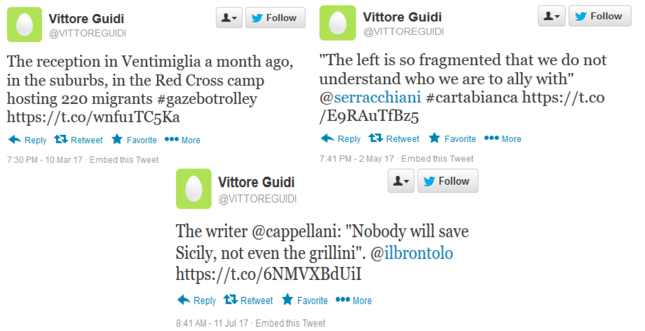 Vittore Guidi
@VITTOREGUIDI
Follow
The reception in Ventimiglia a month ago,
in the suburbs, in the Red Cross camp
hosting 220 migrants #gazebotrolley
https://t.co/wnfu1TC5Ka
Reply Retweet Favorite More
7:30 PM - 10 Mar 17 · Embed this Tweet
Vittore Guidi
@VITTOREGUIDI
Follow
"The left is so fragmented that we do not
understand who we are to ally with"
@serracchiani #cartabianca https://t.co
/E9RAuTfBz5
Reply Retweet Favorite More
7:41 PM - 2 May 17 · Embed this Tweet
Vittore Guidi
@VITTOREGUIDI
Follow
The writer @cappellani: "Nobody will save
Sicily, not even the grillini". @ilbrontolo
https://t.co/6NMVXBdUiI
Reply Retweet Favorite More
8:41 AM - 11 Jul 17 · Embed this Tweet